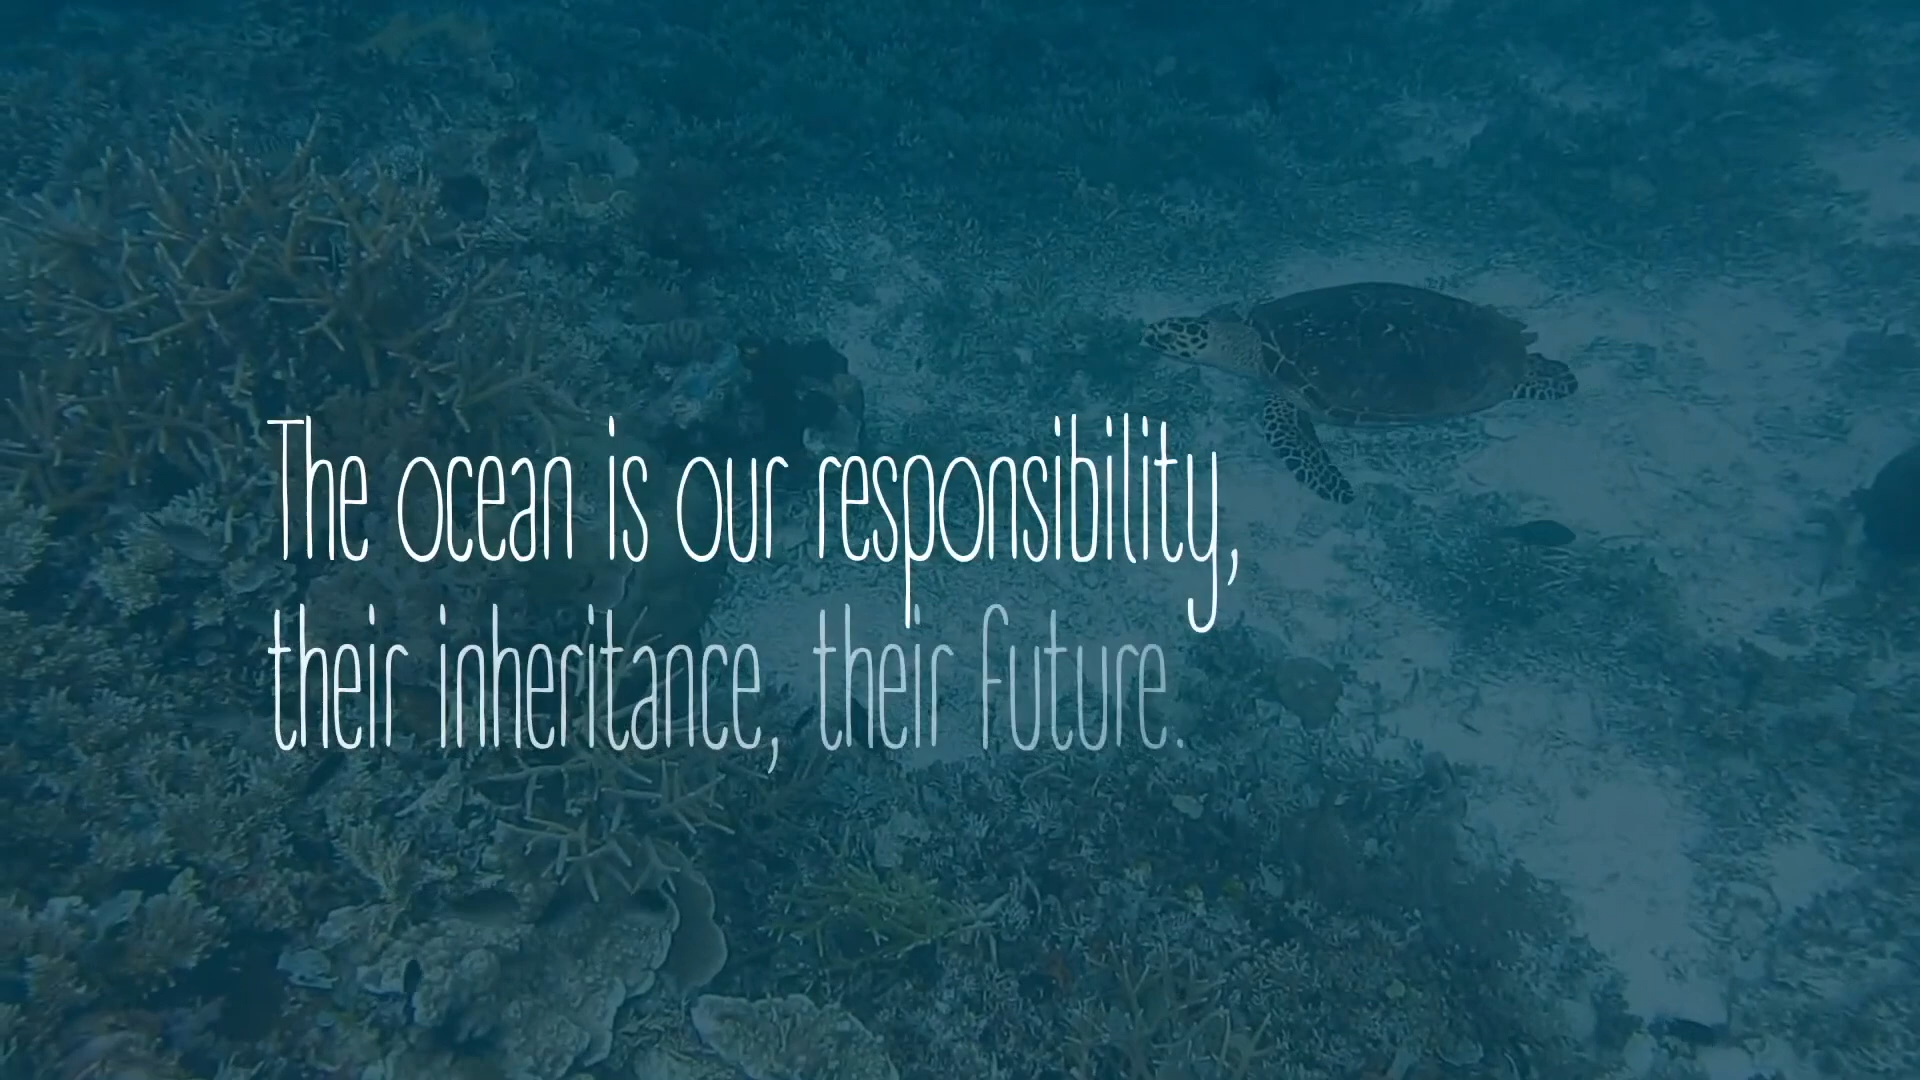 The ocean is our responsibility,
their inheritance, their future.